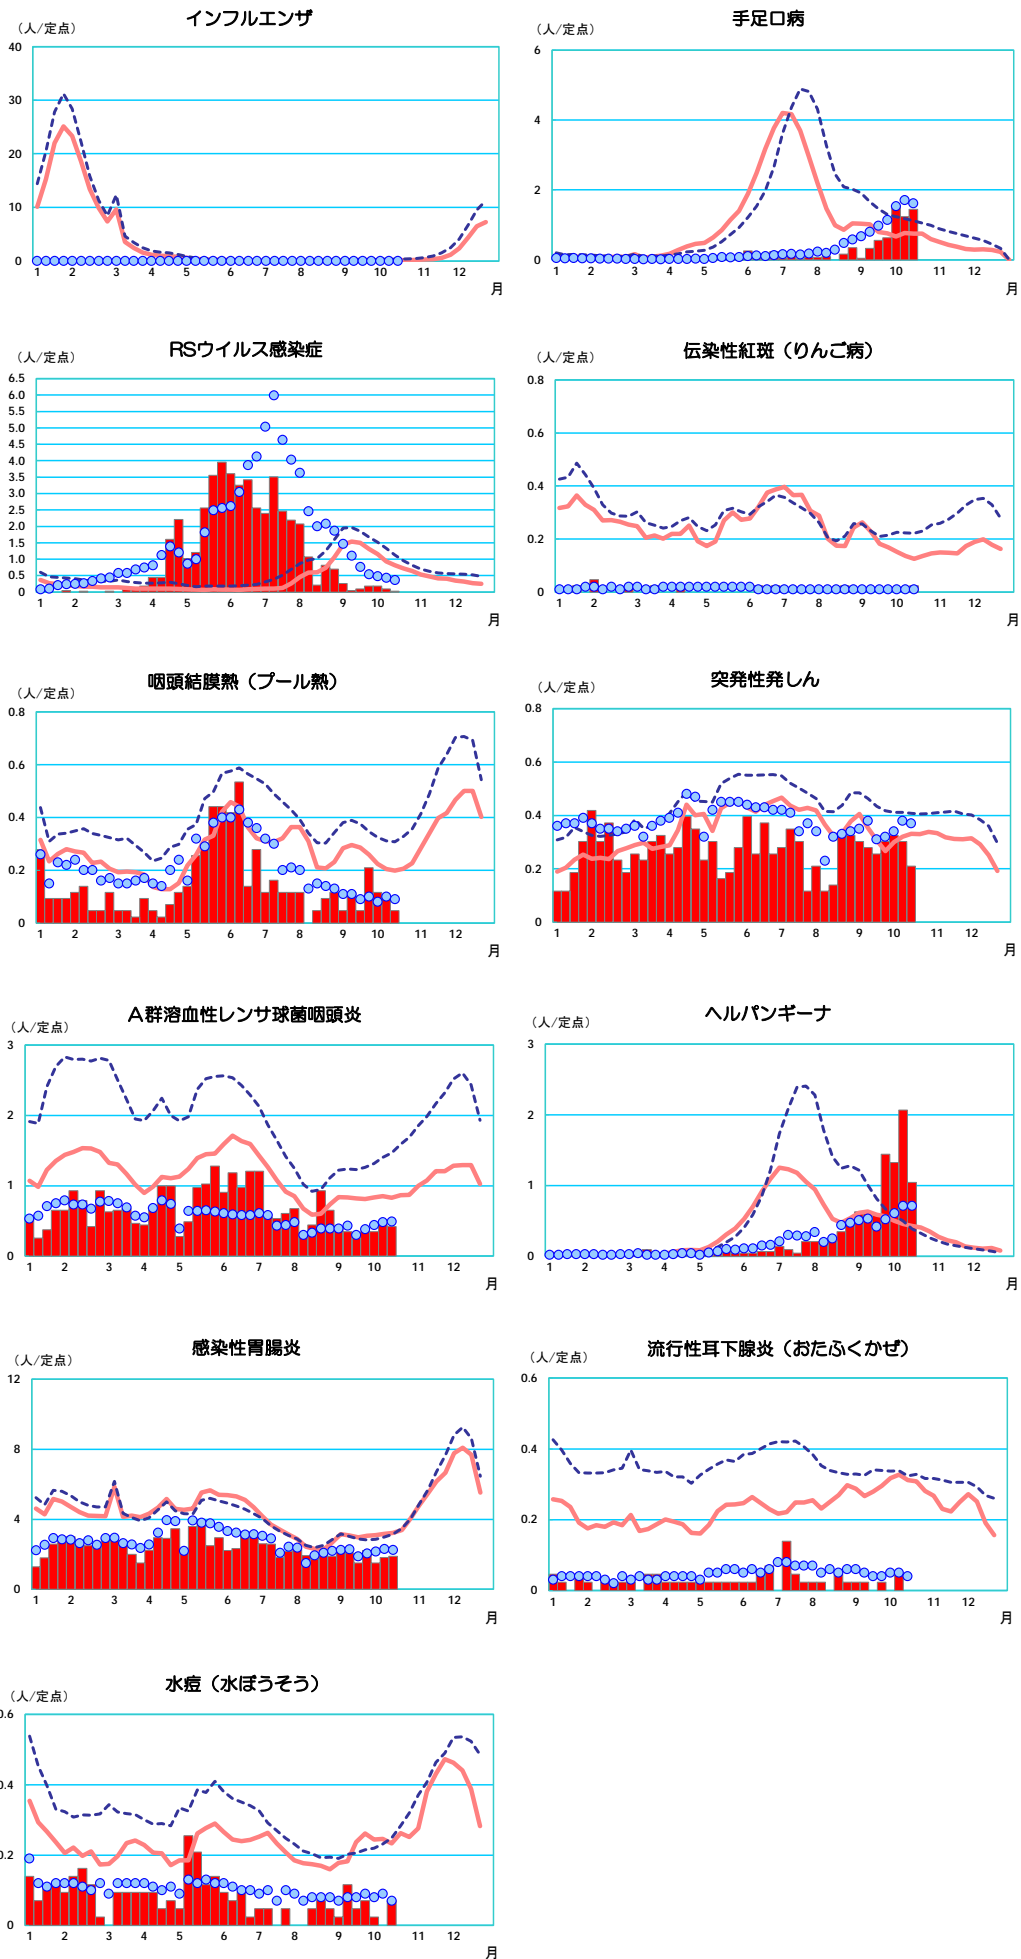 インフルエンザ
（人/定点）
40
30
20
10
0
1 2 3 4 5 6 7 8 9 10 11 12
月
手足口病
（人/定点）
6
4
2
0
1 2 3 4 5 6 7 8 9 10 11 12
月
RSウイルス感染症
（人/定点）
6.5
6.0
5.5
5.0
4.5
4.0
3.5
3.0
2.5
2.0
1.5
1.0
0.5
0
1 2 3 4 5 6 7 8 9 10 11 12
月
伝染性紅斑（りんご病）
（人/定点）
0.8
0.6
0.4
0.2
0
1 2 3 4 5 6 7 8 9 10 11 12
月
咽頭結膜熱（プール熱）
（人/定点）
0.8
0.6
0.4
0.2
0
1 2 3 4 5 6 7 8 9 10 11 12
月
突発性発しん
（人/定点）
0.8
0.6
0.4
0.2
0
1 2 3 4 5 6 7 8 9 10 11 12
月
Ａ群溶血性レンサ球菌咽頭炎
（人/定点）
3
2
1
0
1 2 3 4 5 6 7 8 9 10 11 12
月
ヘルパンギーナ
（人/定点）
3
2
1
0
1 2 3 4 5 6 7 8 9 10 11 12
月
感染性胃腸炎
（人/定点）
12
8
4
0
1 2 3 4 5 6 7 8 9 10 11 12
月
流行性耳下腺炎（おたふくかぜ）
（人/定点）
0.6
0.4
0.2
0
1 2 3 4 5 6 7 8 9 10 11 12
月
水痘（水ぼうそう）
（人/定点）
0.6
0.4
0.2
0
1 2 3 4 5 6 7 8 9 10 11 12
月